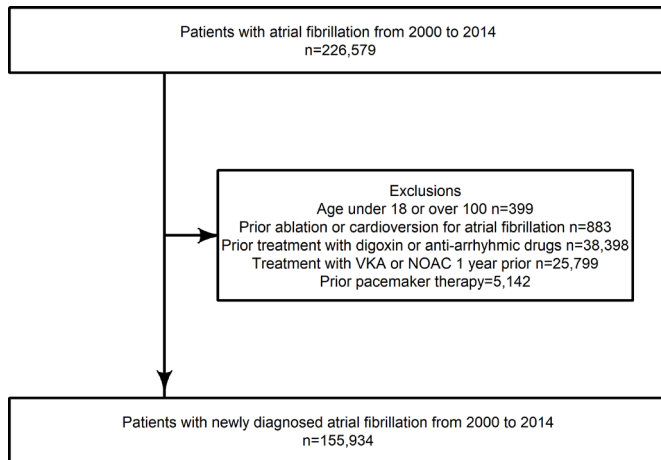 Patients with atrial fibrillation from 2000 to 2014
n=226,579
Exclusions
Age under 18 or over 100 n=399
Prior ablation or cardioversion for atrial fibrillation n=883
Prior treatment with digoxin or anti-arrhyhmic drugs n=38,398
Treatment with VKA or NOAC 1 year prior n=25,799
Prior pacemaker therapy=5,142
Patients with newly diagnosed atrial fibrillation from 2000 to 2014
n=155,934